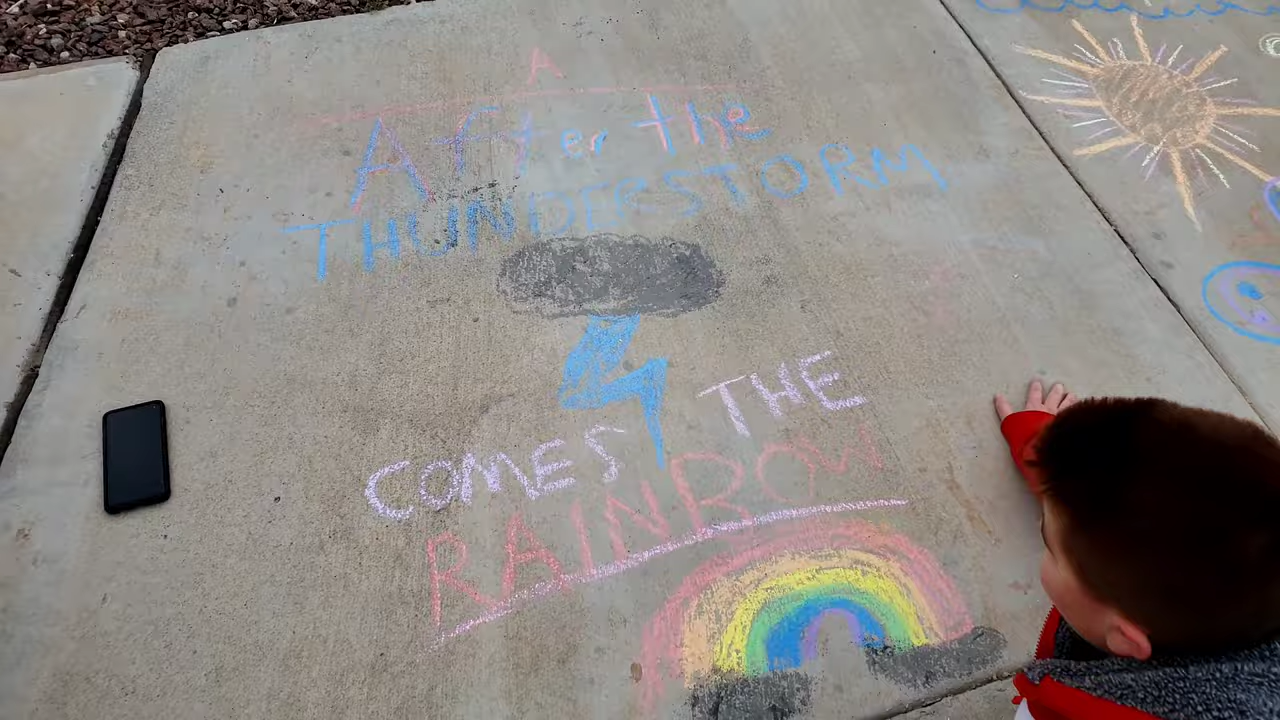 A
After the
THUNDERSTORM
COMES THE
RAINBOW